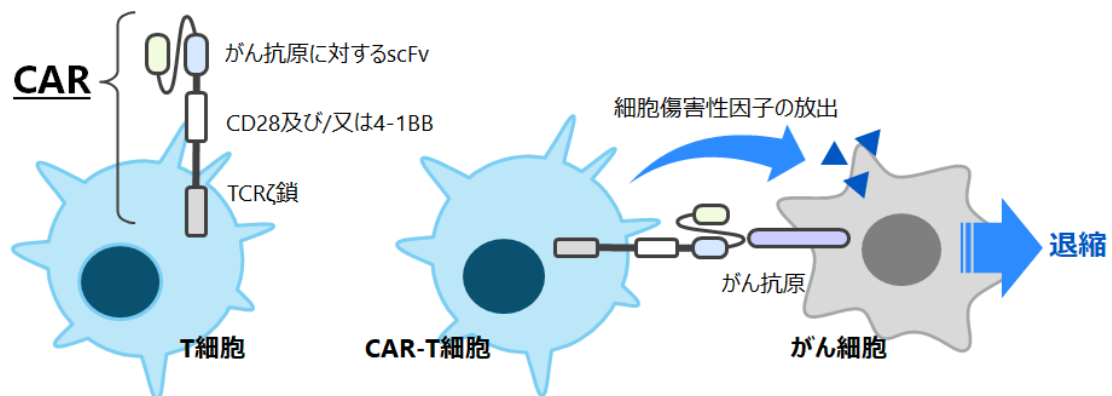 CAR
がん抗原に対するscFv
CD28及び/又は4-1BB
TCRζ鎖
T細胞
細胞傷害性因子の放出
がん抗原
退縮
CAR-T細胞
がん細胞